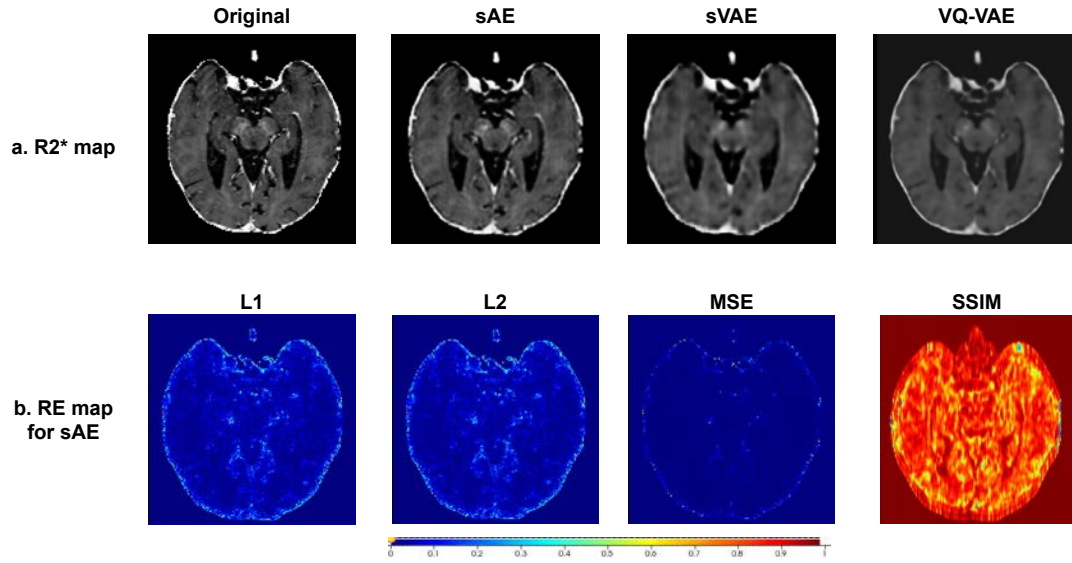 Original sAE sVAE VQ-VAE
a. R2* map
L1 L2 MSE SSIM
b. RE map
for sAE
0 0.1 0.2 0.3 0.4 0.5 0.6 0.7 0.8 0.9 1